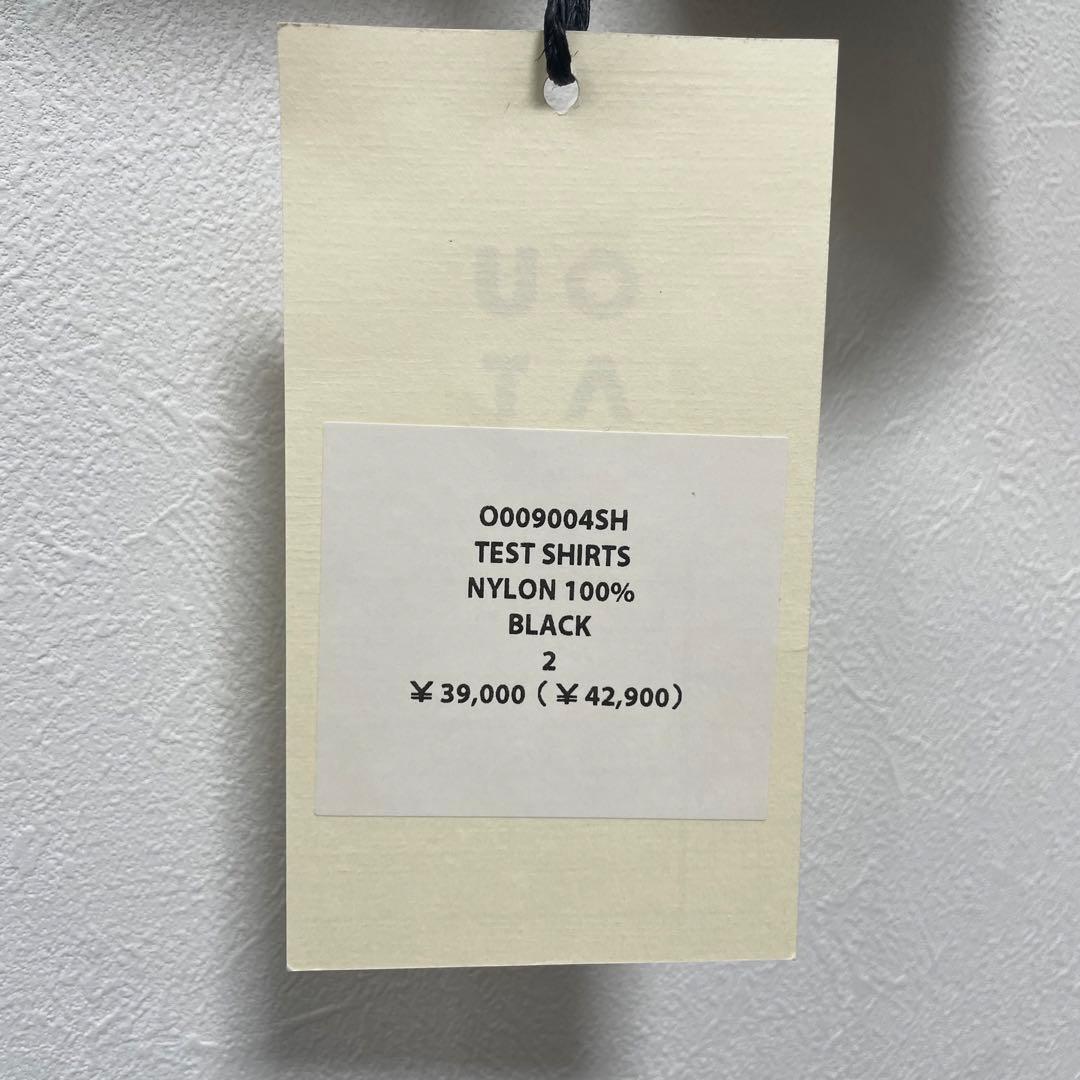 O009004SH
TEST SHIRTS
NYLON 100%
BLACK
2
¥ 39,000 ( ¥ 42,900)